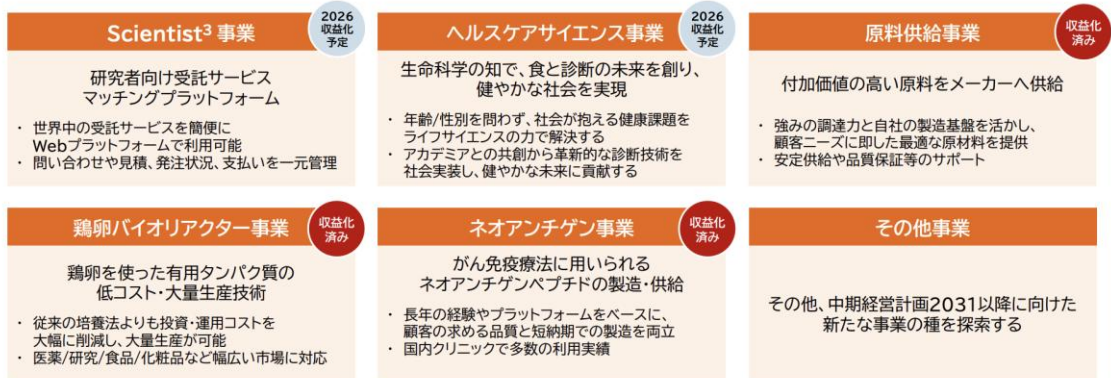 Scientist³ 事業
2026
収益化
予定
研究者向け受託サービス
マッチングプラットフォーム
・ 世界中の受託サービスを簡便に
Webプラットフォームで利用可能
・ 問い合わせや見積、発注状況、支払いを一元管理
ヘルスケアサイエンス事業
2026
収益化
予定
生命科学の知で、食と診断の未来を創り、
健やかな社会を実現
・ 年齢/性別を問わず、社会が抱える健康課題を
ライフサイエンスの力で解決する
・ アカデミアとの共創から革新的な診断技術を
社会実装し、健やかな未来に貢献する
原料供給事業
収益化
済み
付加価値の高い原料をメーカーへ供給
・ 強みの調達力と自社の製造基盤を活かし、
顧客ニーズに即した最適な原材料を提供
・ 安定供給や品質保証等のサポート
鶏卵バイオリアクター事業
収益化
済み
鶏卵を使った有用タンパク質の
低コスト・大量生産技術
・ 従来の培養法よりも投資・運用コストを
大幅に削減し、大量生産が可能
・ 医薬/研究/食品/化粧品など幅広い市場に対応
ネオアンチゲン事業
収益化
済み
がん免疫療法に用いられる
ネオアンチゲンペプチドの製造・供給
・ 長年の経験やプラットフォームをベースに、
顧客の求める品質と短納期での製造を両立
・ 国内クリニックで多数の利用実績
その他事業
その他、中期経営計画2031以降に向けた
新たな事業の種を探索する